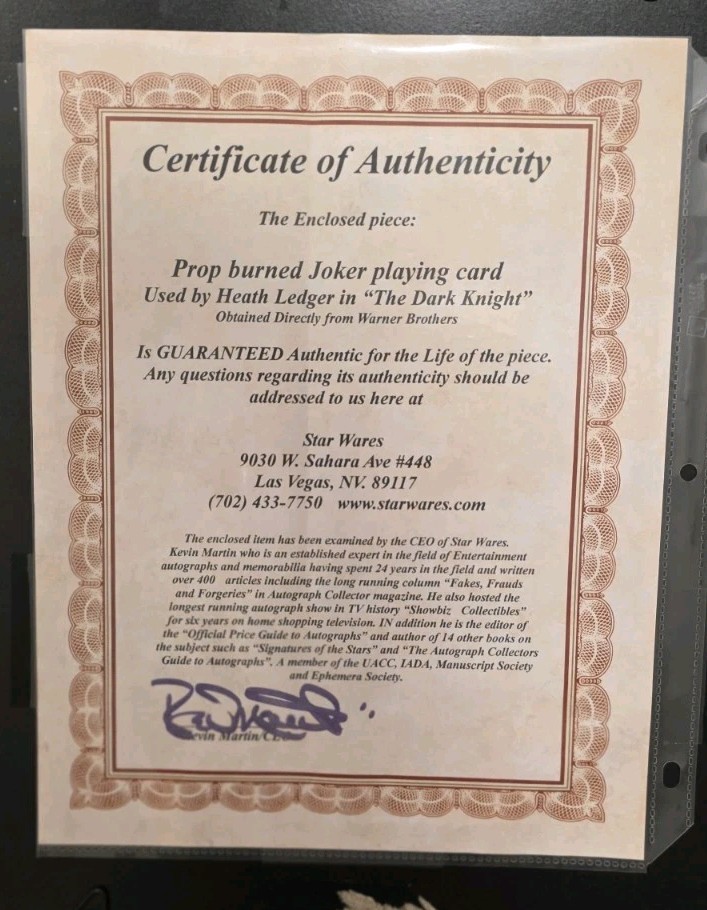 Certificate of Authenticity
The Enclosed piece:
Prop burned Joker playing card
Used by Heath Ledger in “The Dark Knight”
Obtained Directly from Warner Brothers
Is GUARANTEED Authentic for the Life of the piece.
Any questions regarding its authenticity should be
addressed to us here at
Star Wares
9030 W. Sahara Ave #448
Las Vegas, NV. 89117
(702) 433-7750 www.starwares.com
The enclosed item has been examined by the CEO of Star Wares.
Kevin Martin who is an established expert in the field of Entertainment
autographs and memorabilia having spent 24 years in the field and written
over 400 articles including the long running column “Fakes, Frauds
and Forgeries” in Autograph Collector magazine. He also hosted the
longest running autograph show in TV history “Showbiz Collectibles”
for six years on home shopping television. IN addition he is the editor of
the “Official Price Guide to Autographs” and author of 14 other books on
the subject such as “Signatures of the Stars” and “The Autograph Collectors
Guide to Autographs”. A member of the UACC, IADA, Manuscript Society
and Ephemera Society.
Kevin Martin/CEO